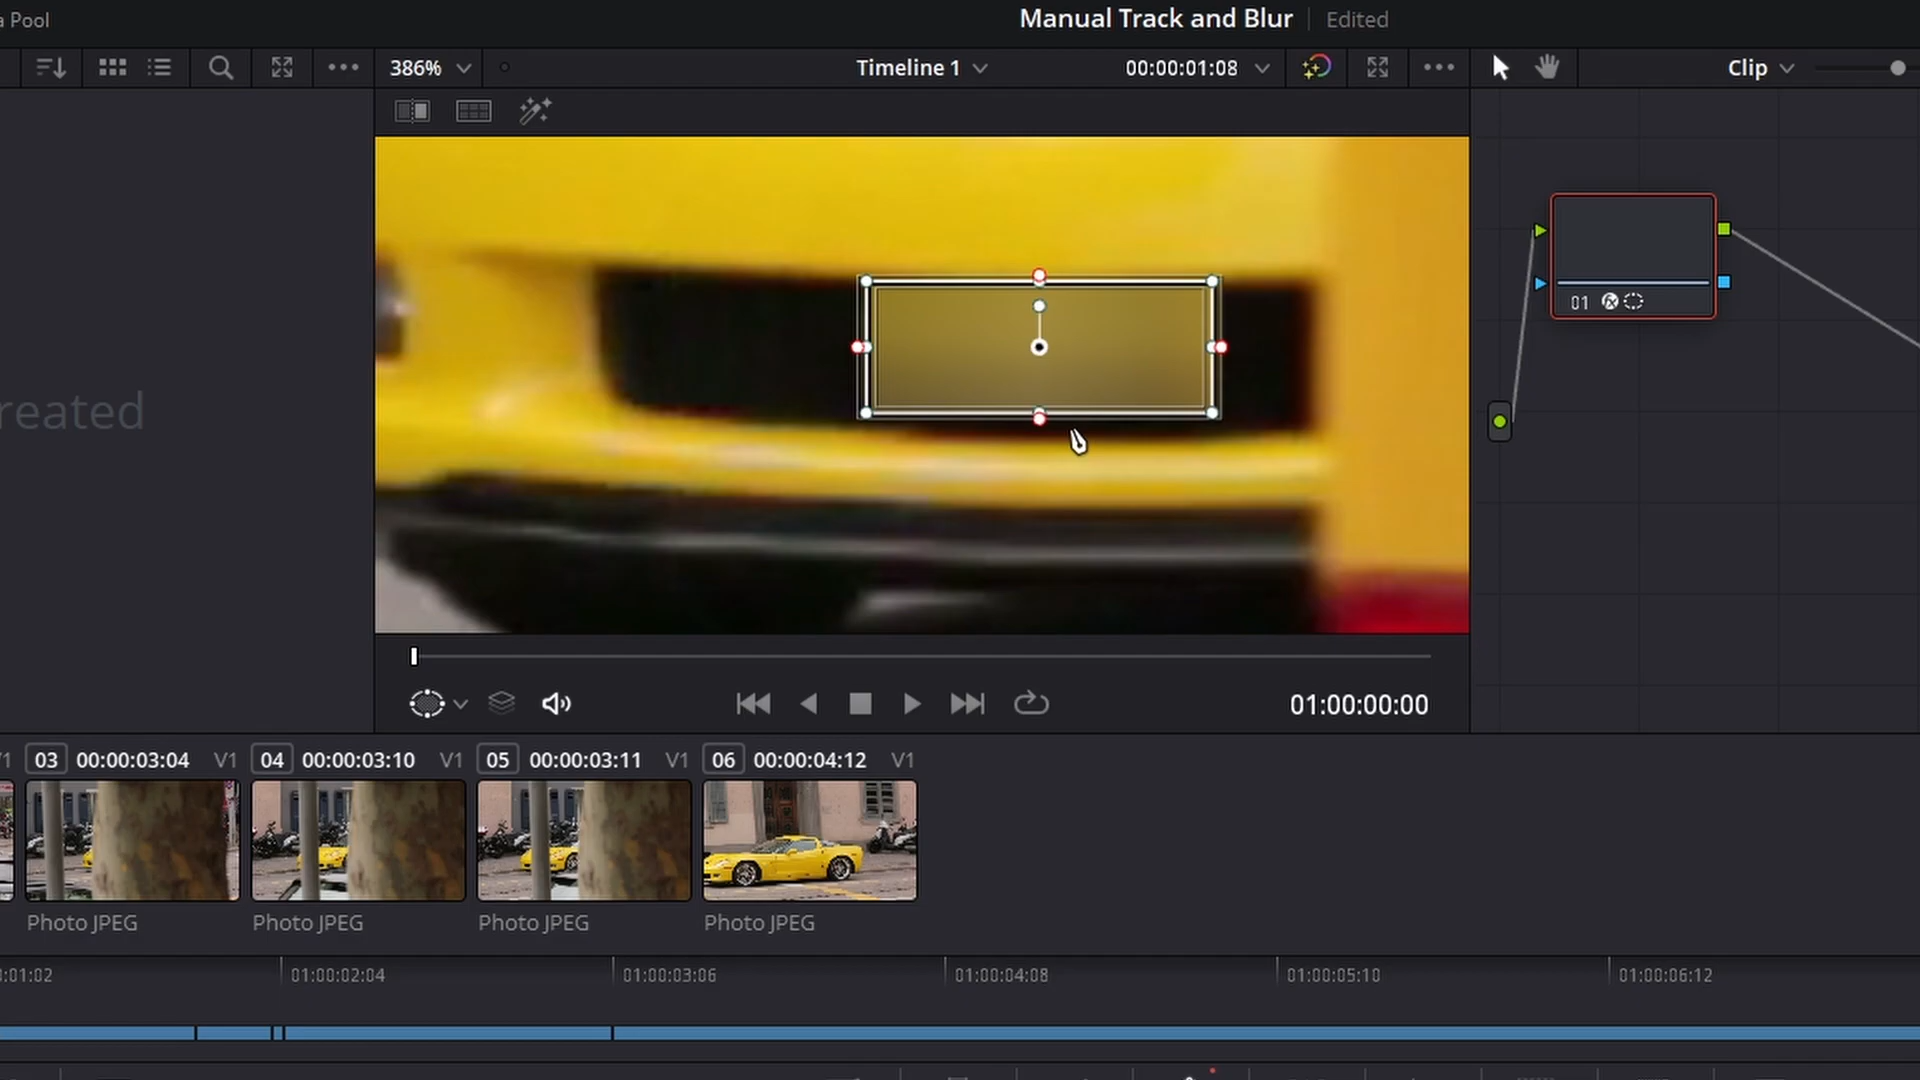 a Pool
Manual Track and Blur
Edited
386%
Timeline 1
00:00:01:08
Clip
reated
01
01:00:00:00
V1
03 00:00:03:04 V1
04 00:00:03:10 V1
05 00:00:03:11 V1
06 00:00:04:12 V1
Photo JPEG
Photo JPEG
Photo JPEG
Photo JPEG
:01:02
01:00:02:04
01:00:03:06
01:00:04:08
01:00:05:10
01:00:06:12